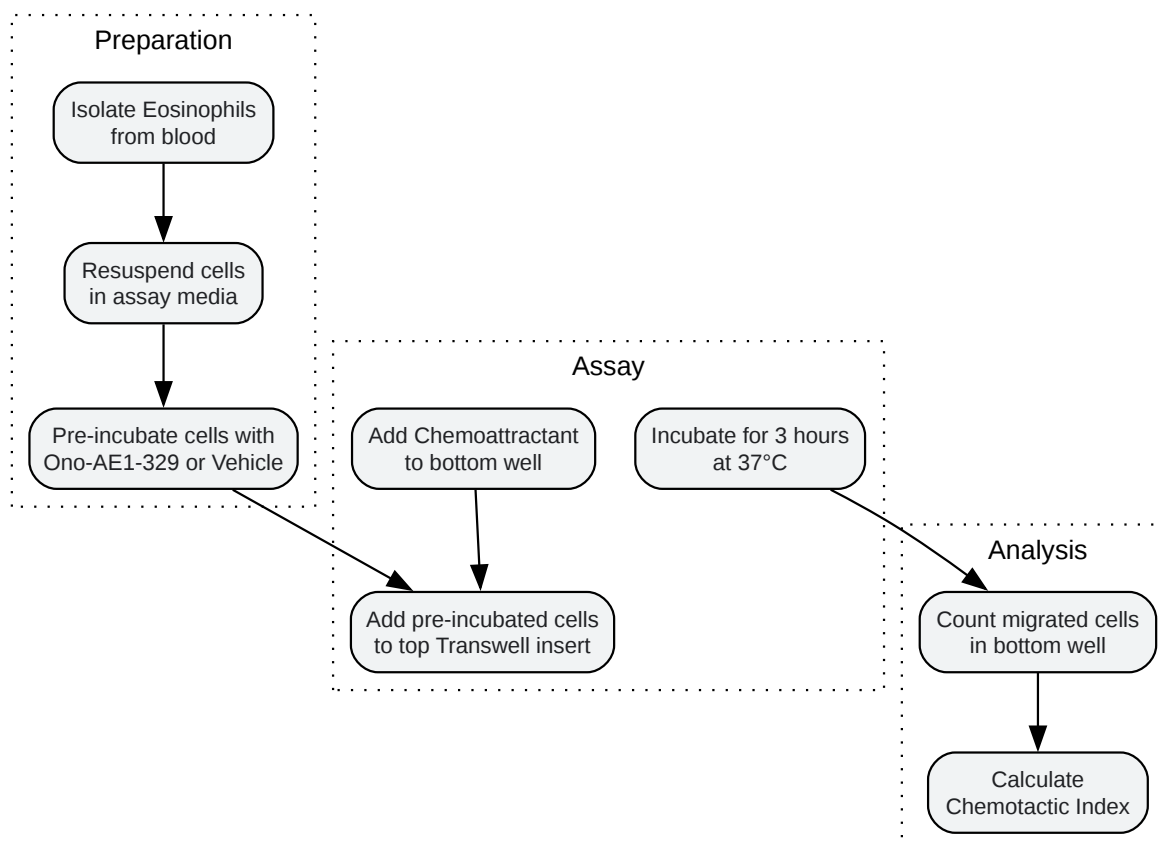 Preparation
Isolate Eosinophils
from blood
Resuspend cells
in assay media
Pre-incubate cells with
Ono-AE1-329 or Vehicle
Assay
Add Chemoattractant
to bottom well
Incubate for 3 hours
at 37°C
Add pre-incubated cells
to top Transwell insert
Analysis
Count migrated cells
in bottom well
Calculate
Chemotactic Index